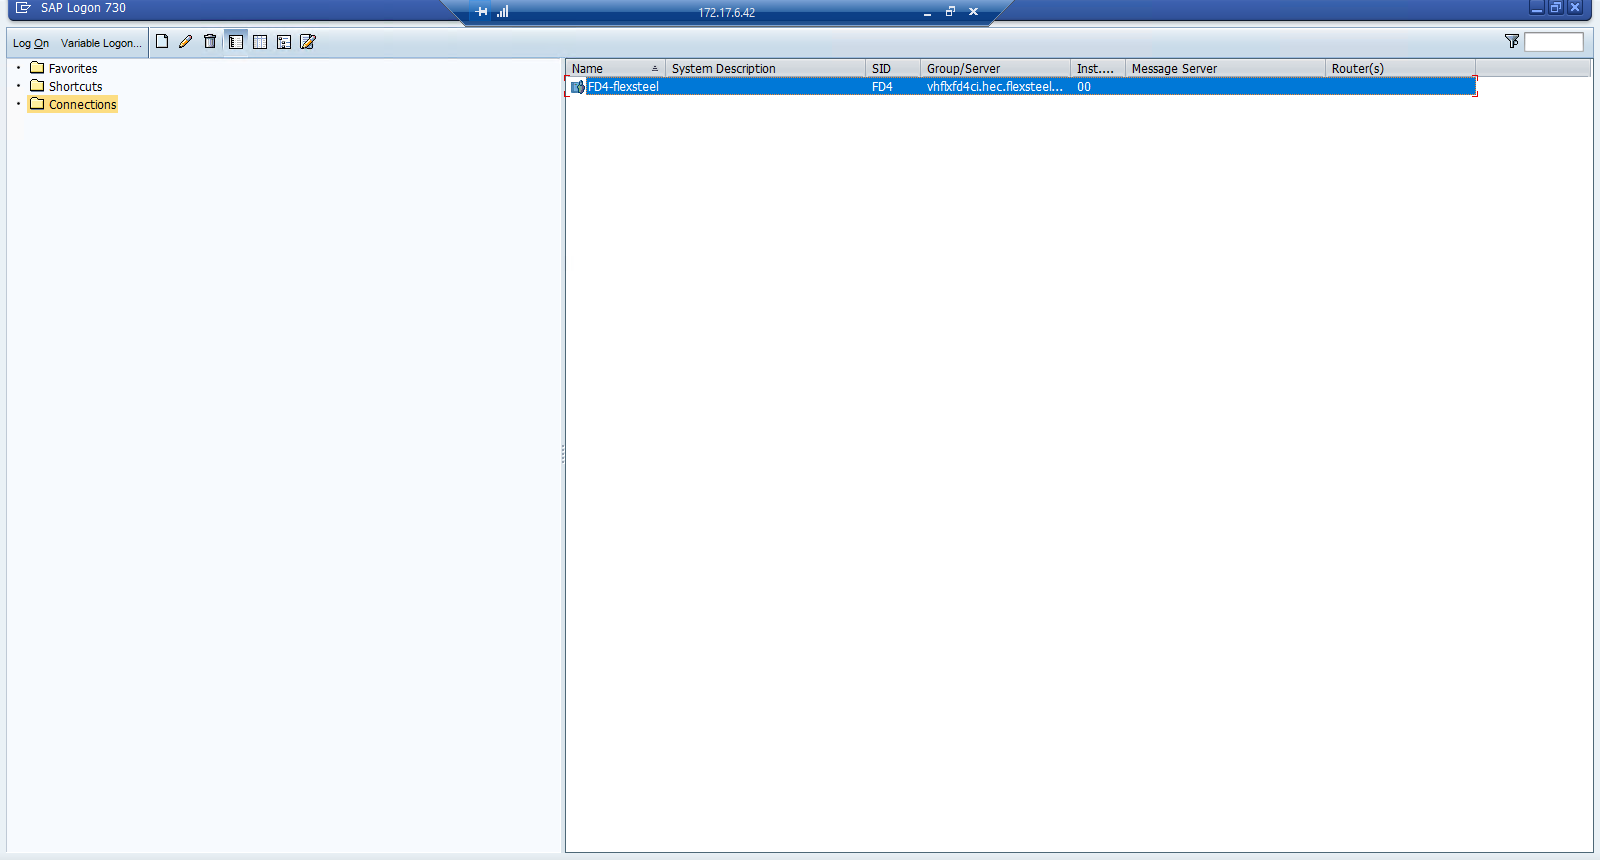 SAP Logon 730
172.17.6.42
Log On Variable Logon...
Favorites
Shortcuts
Connections
Name System Description SID Group/Server Inst.... Message Server Router(s)
FD4-flexsteel FD4 vhflxfd4ci.hec.flexsteel... 00